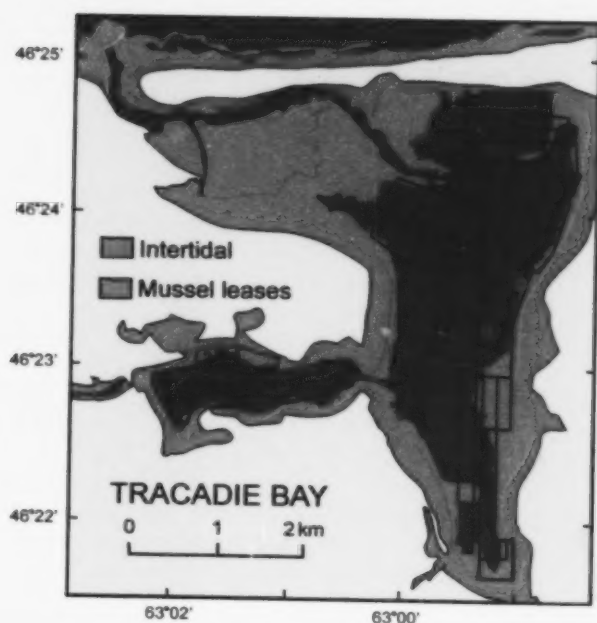 46°25'
46°24'
Intertidal
Mussel leases
46°23'
TRACADIE BAY
0 1 2 km
46°22'
63°02' 63°00'